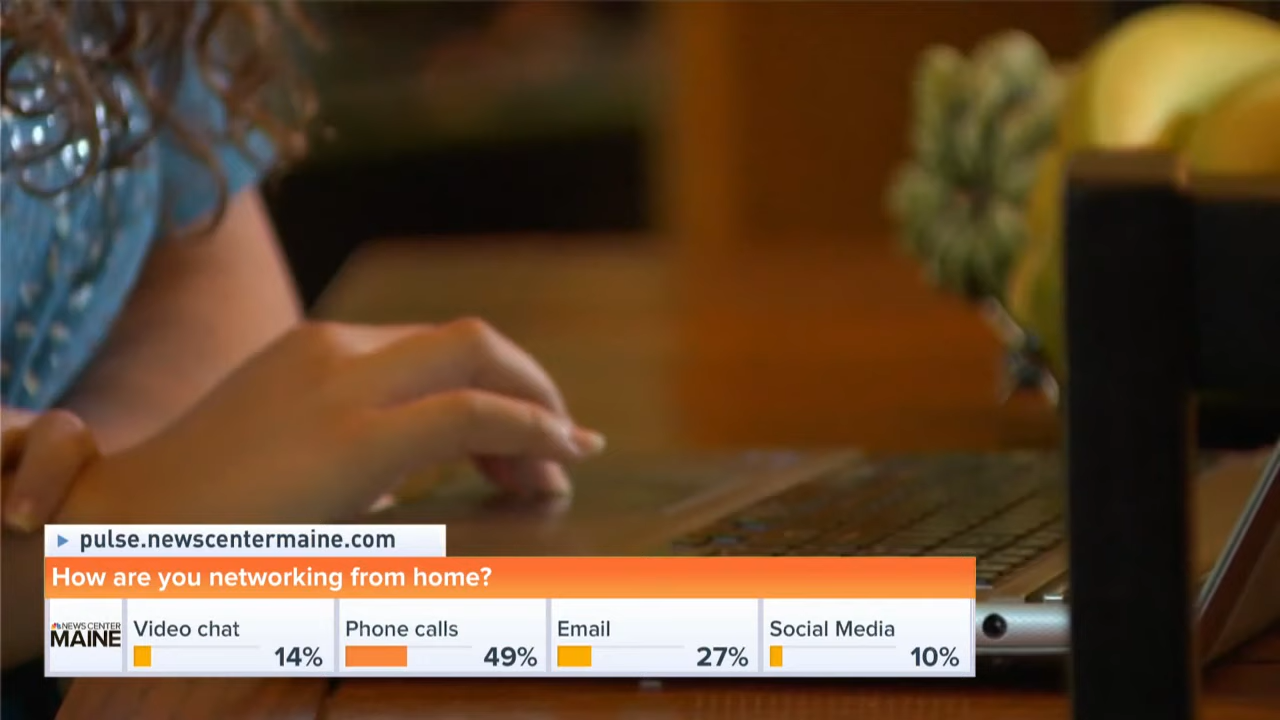 pulse.newscentermaine.com
How are you networking from home?
NEWS CENTER
MAINE
Video chat
14%
Phone calls
49%
Email
27%
Social Media
10%